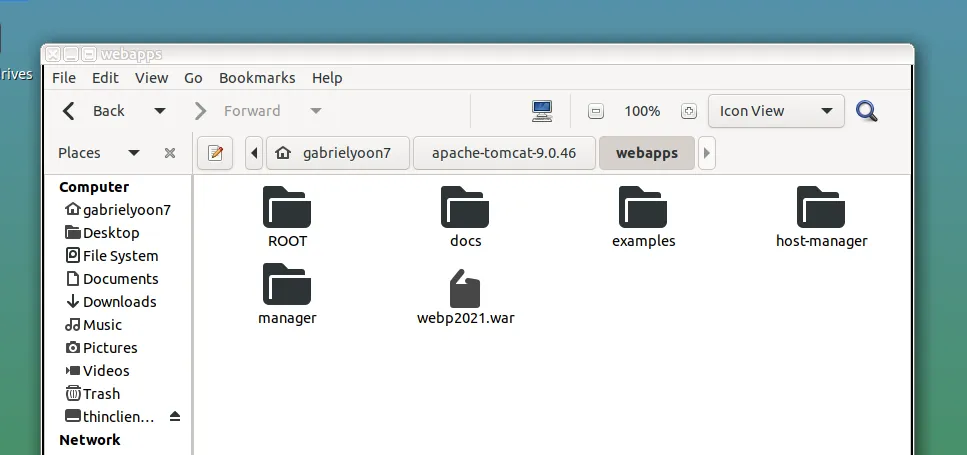 rives
webapps
File Edit View Go Bookmarks Help
Back Forward 100% Icon View
Places gabrielyoon7 apache-tomcat-9.0.46 webapps
Computer
gabrielyoon7
Desktop
File System
Documents
Downloads
Music
Pictures
Videos
Trash
thinclien...
Network
ROOT docs examples host-manager
manager webp2021.war